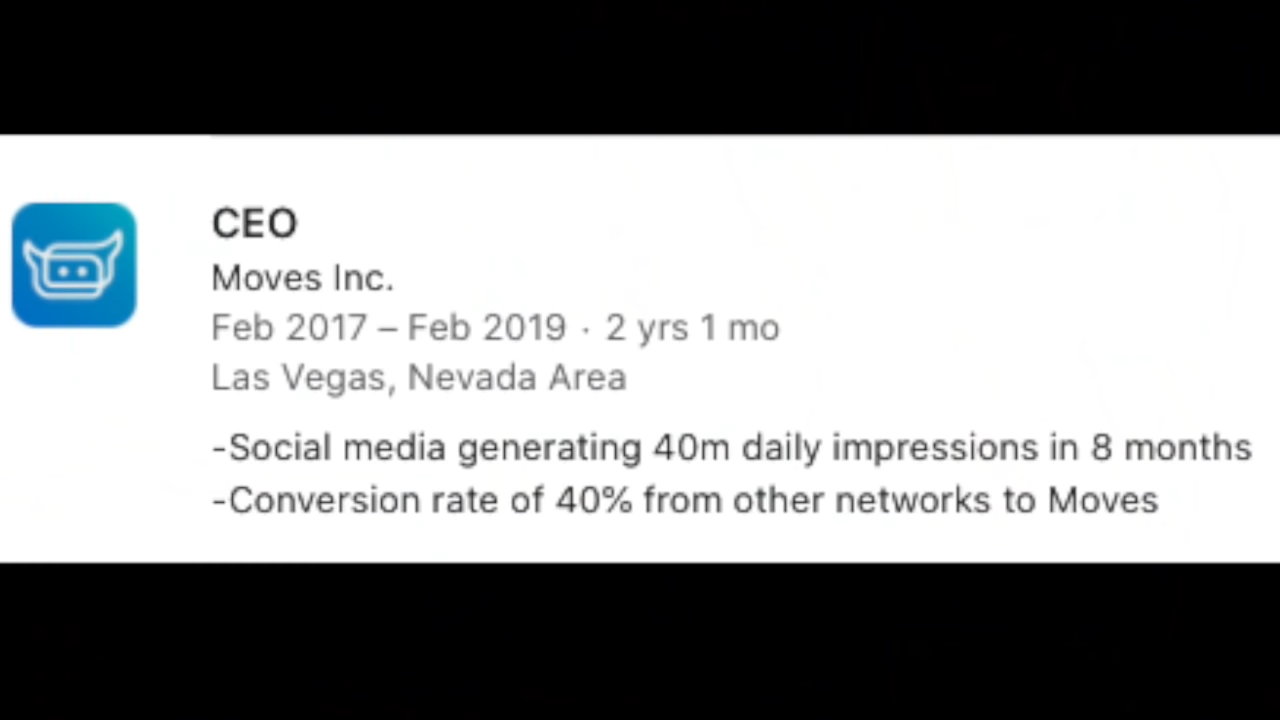 CEO
Moves Inc.
Feb 2017 – Feb 2019 · 2 yrs 1 mo
Las Vegas, Nevada Area
-Social media generating 40m daily impressions in 8 months
-Conversion rate of 40% from other networks to Moves